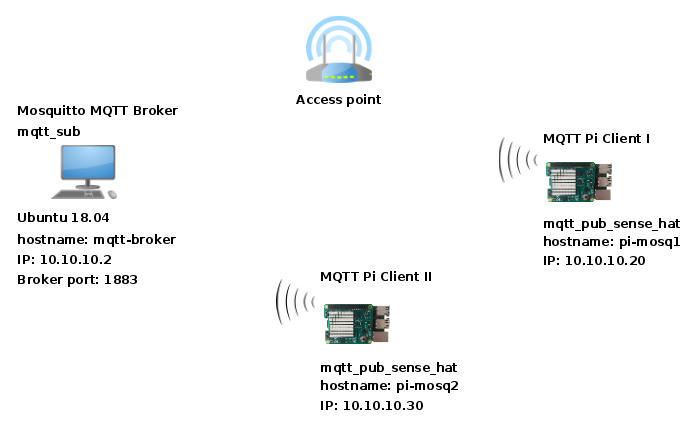 Access point
Mosquitto MQTT Broker
mqtt_sub
Ubuntu 18.04
hostname: mqtt-broker
IP: 10.10.10.2
Broker port: 1883
MQTT Pi Client I
mqtt_pub_sense_hat
hostname: pi-mosq1
IP: 10.10.10.20
MQTT Pi Client II
mqtt_pub_sense_hat
hostname: pi-mosq2
IP: 10.10.10.30